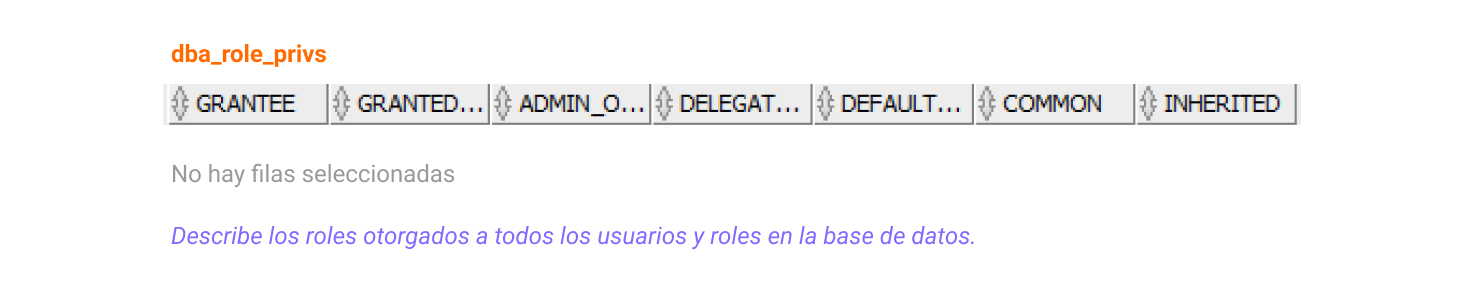 dba_role_privs
GRANTEE GRANTED... ADMIN_O... DELEGAT... DEFAULT... COMMON INHERITED
No hay filas seleccionadas
Describe los roles otorgados a todos los usuarios y roles en la base de datos.